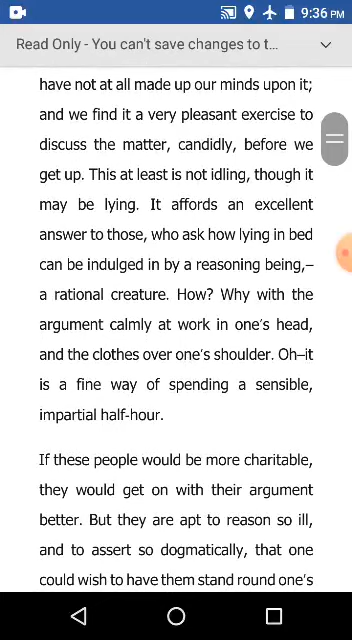 9:36 PM
Read Only - You can't save changes to t...
have not at all made up our minds upon it;
and we find it a very pleasant exercise to
discuss the matter, candidly, before we
get up. This at least is not idling, though it
may be lying. It affords an excellent
answer to those, who ask how lying in bed
can be indulged in by a reasoning being,–
a rational creature. How? Why with the
argument calmly at work in one's head,
and the clothes over one's shoulder. Oh–it
is a fine way of spending a sensible,
impartial half-hour.
If these people would be more charitable,
they would get on with their argument
better. But they are apt to reason so ill,
and to assert so dogmatically, that one
could wish to have them stand round one's